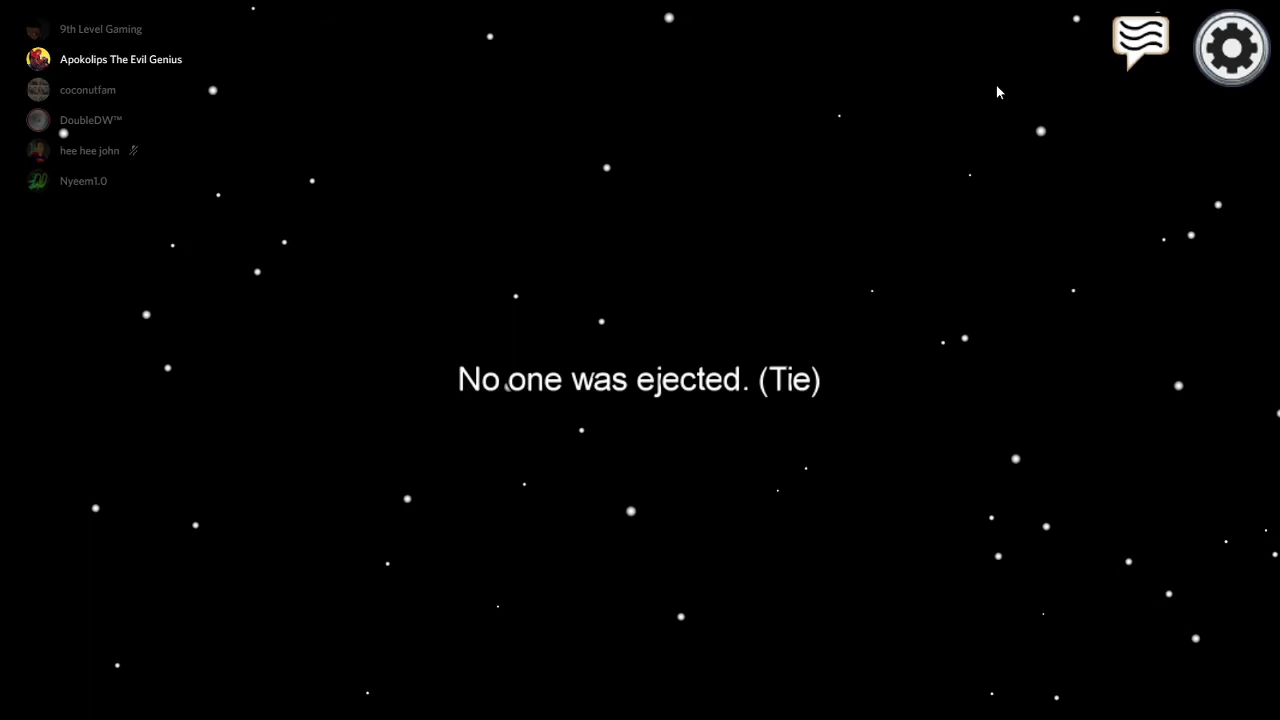 9th Level Gaming
Apokolips The Evil Genius
coconutfam
DoubleDW™
hee hee john
Nyeem1.0
No one was ejected. (Tie)